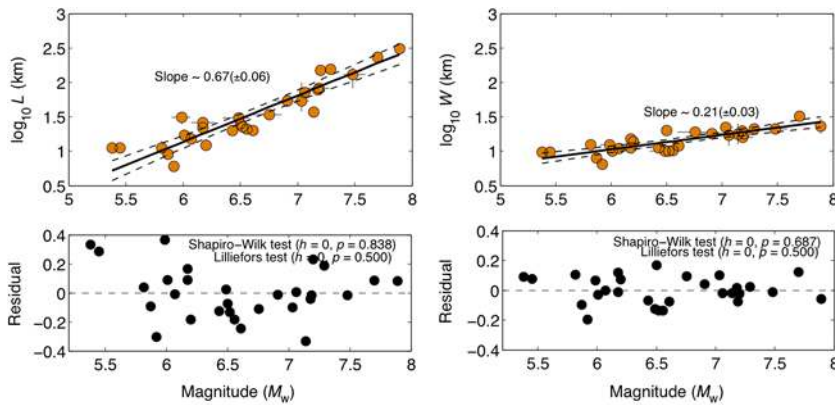 3
2.5
2
1.5
1
0.5
log10 L (km)
Slope ~ 0.67(±0.06)
5 5.5 6 6.5 7 7.5 8
3
2.5
2
1.5
1
0.5
log10 W (km)
Slope ~ 0.21(±0.03)
5 5.5 6 6.5 7 7.5 8
0.4
0.2
0
−0.2
−0.4
Residual
Shapiro−Wilk test (h = 0, p = 0.838)
Lilliefors test (h = 0, p = 0.500)
5 5.5 6 6.5 7 7.5 8
Magnitude (Mw)
0.4
0.2
0
−0.2
−0.4
Residual
Shapiro−Wilk test (h = 0, p = 0.687)
Lilliefors test (h = 0, p = 0.500)
5 5.5 6 6.5 7 7.5 8
Magnitude (Mw)